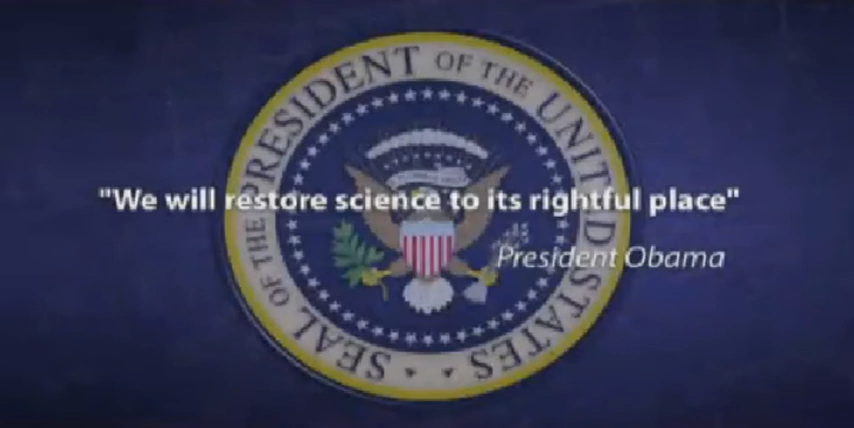 SEAL OF THE PRESIDENT OF THE UNITED STATES
"We will restore science to its rightful place"
President Obama